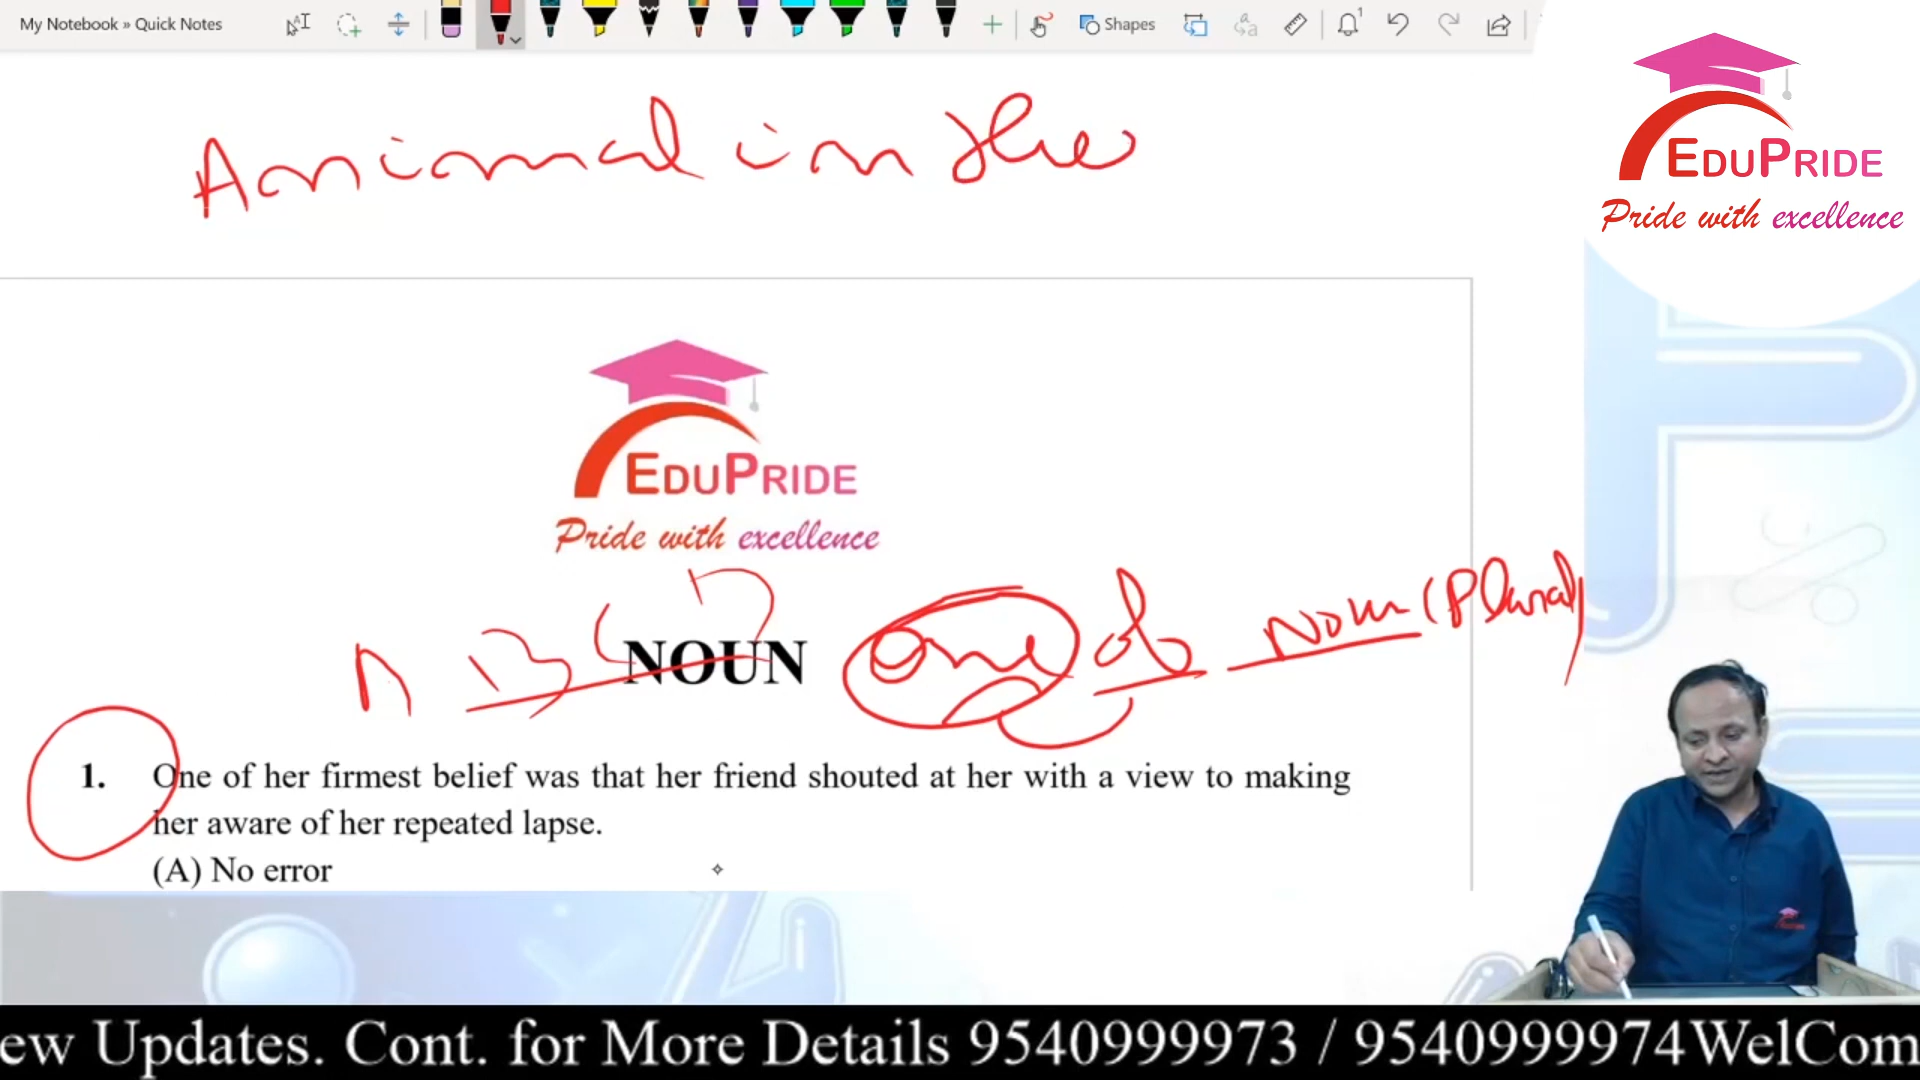 My Notebook » Quick Notes
Shapes
1
Animal in the
EDUPRIDE
Pride with excellence
EDUPRIDE
Pride with excellence
NOUN
one of Noun (Plural)
1. One of her firmest belief was that her friend shouted at her with a view to making
her aware of her repeated lapse.
(A) No error
ew Updates. Cont. for More Details 9540999973 / 9540999974WelCom